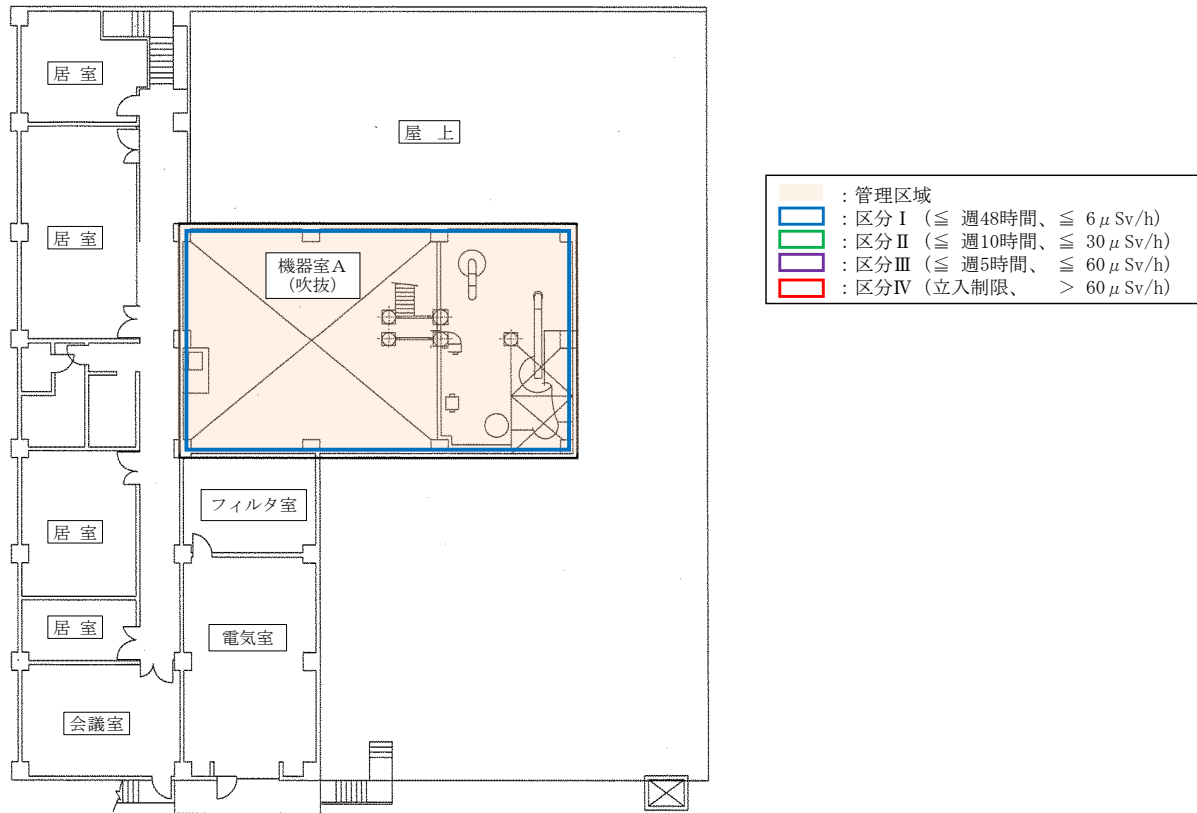 居 室
屋 上
居 室
機器室A
(吹抜)
フィルタ室
居 室
居 室
電気室
会議室
：管理区域
：区分Ⅰ (≦ 週48時間、≦ 6μSv/h)
：区分Ⅱ (≦ 週10時間、≦ 30μSv/h)
：区分Ⅲ (≦ 週5時間、 ≦ 60μSv/h)
：区分Ⅳ (立入制限、 ＞ 60μSv/h)